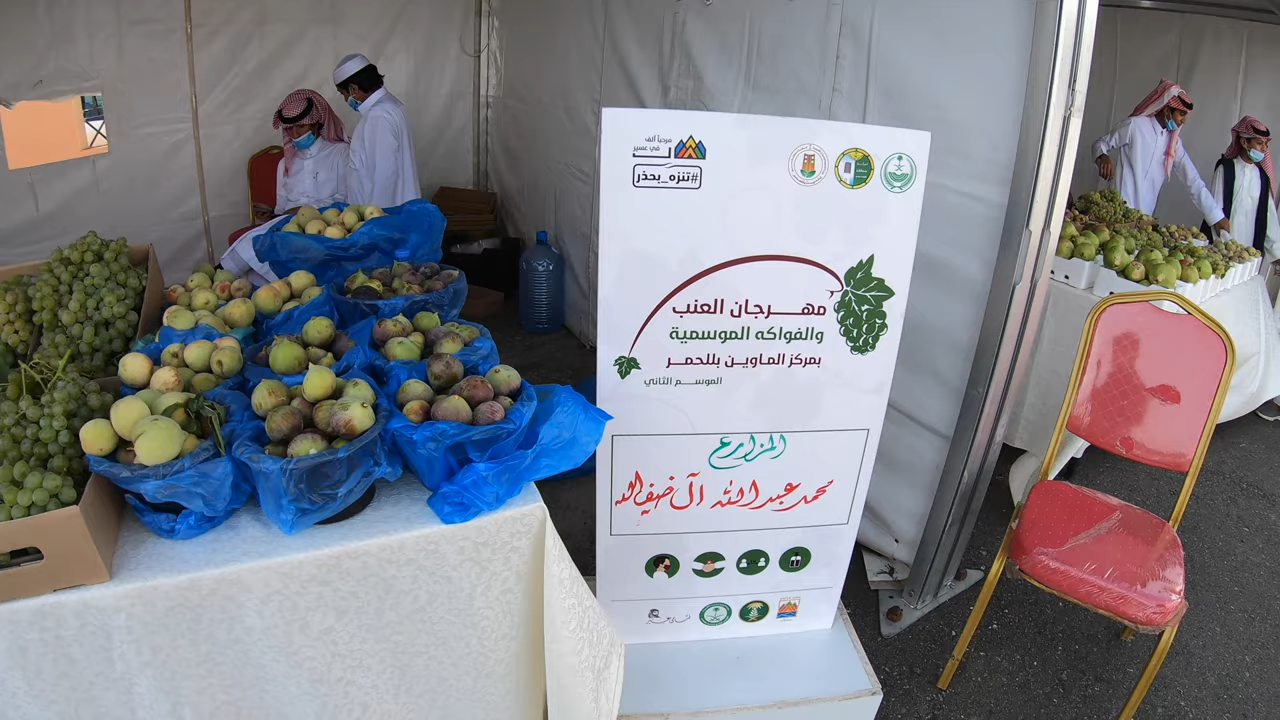 مرحباً ألف
في عسير
#تنزه_بحذر
مهرجان العنب
والفواكه الموسمية
بمركز الماوين بللحمر
الموسم الثاني
المزارع
محمد عبدالله آل ضيف الله